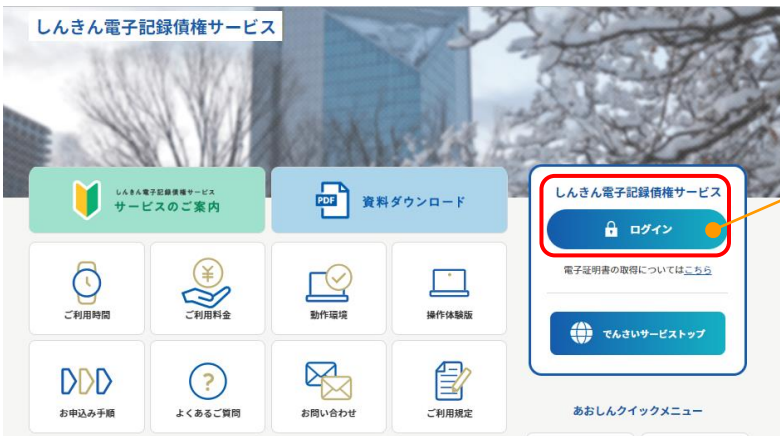 しんきん電子記録債権サービス
しんきん電子記録債権サービス
サービスのご案内
PDF
資料ダウンロード
しんきん電子記録債権サービス
ログイン
電子証明書の取得についてはこちら
でんさいサービストップ
ご利用時間
ご利用料金
動作環境
操作体験版
お申込み手順
よくあるご質問
お問い合わせ
ご利用規定
あおしんクイックメニュー